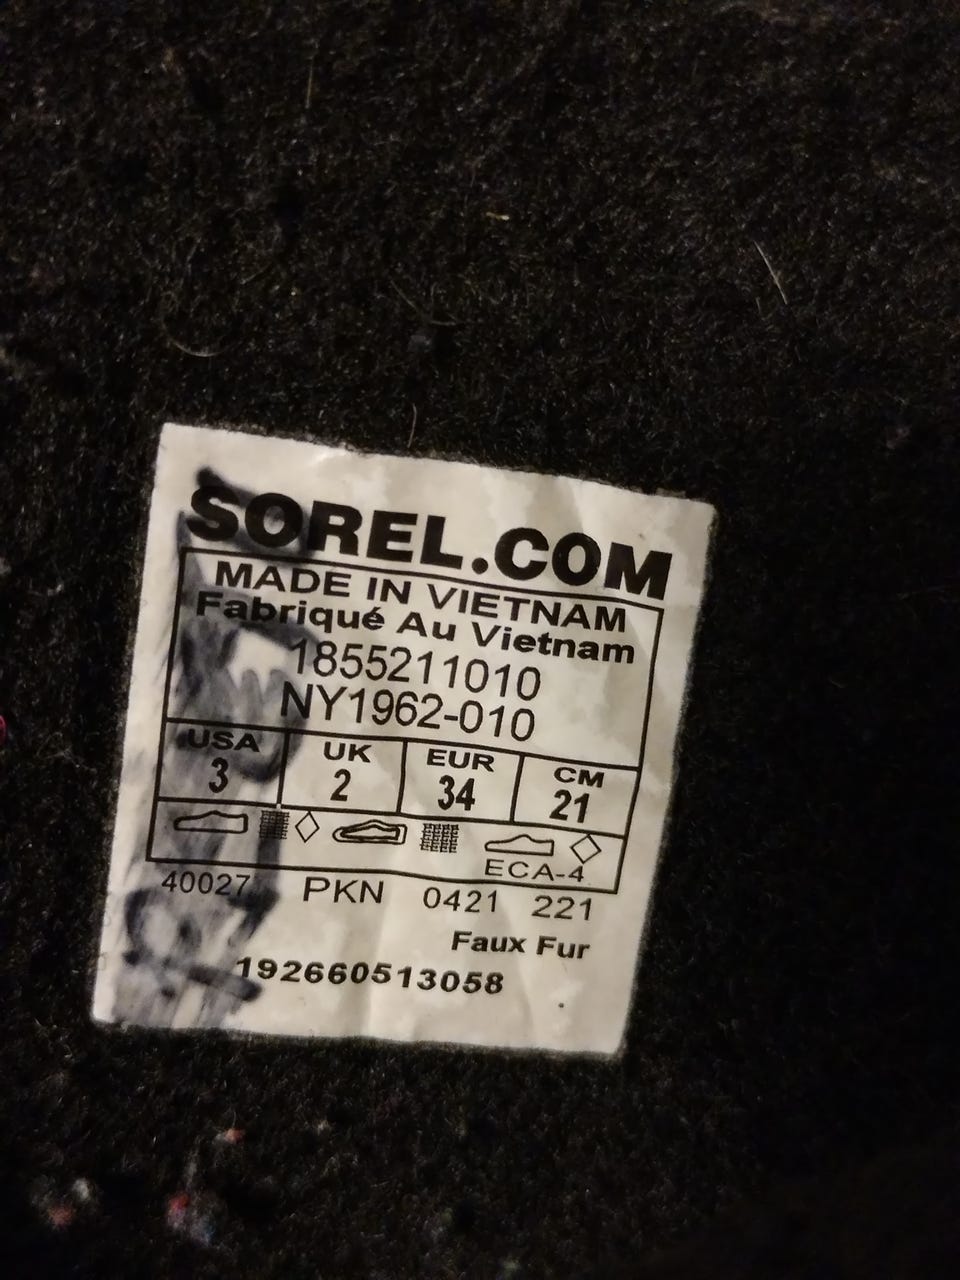 SOREL.COM
MADE IN VIETNAM
Fabriqué Au Vietnam
1855211010
NY1962-010
USA UK EUR CM
3 2 34 21
ECA-4
40027 PKN 0421 221
Faux Fur
192660513058